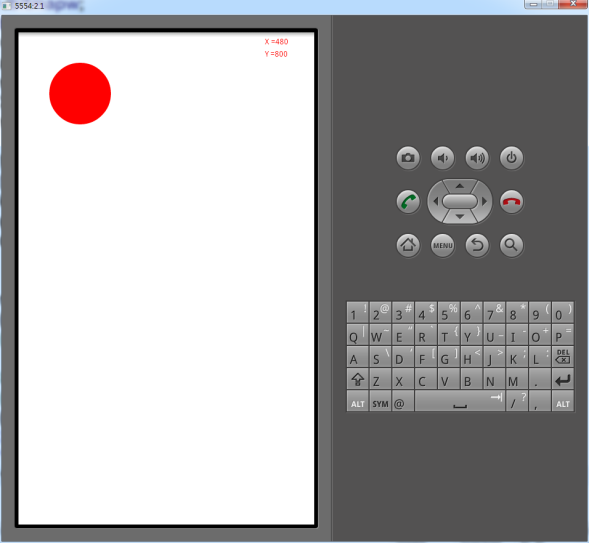 5554:2.1
X =480
Y =800
MENU
1 ! 2 @ 3 # 4 $ 5 % 6 ^ 7 & 8 * 9 ( 0 )
Q | W ~ E " R ` T { Y } U _ I - O + P =
A S \ D ' F [ G ] H < J > K ; L : DEL
Z X C V B N M .
ALT SYM @ / ? , ALT